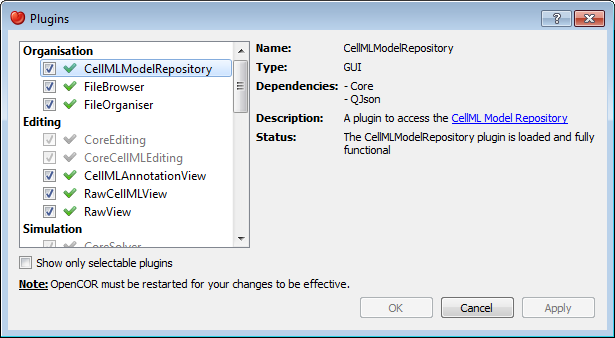 Plugins
Organisation
CellMLModelRepository
FileBrowser
FileOrganiser
Editing
CoreEditing
CoreCellMLEditing
CellMLAnnotationView
RawCellMLView
RawView
Simulation
CoreSolver
Name: CellMLModelRepository
Type: GUI
Dependencies: - Core
- QJson
Description: A plugin to access the CellML Model Repository
Status: The CellMLModelRepository plugin is loaded and fully
functional
Show only selectable plugins
Note: OpenCOR must be restarted for your changes to be effective.
OK Cancel Apply